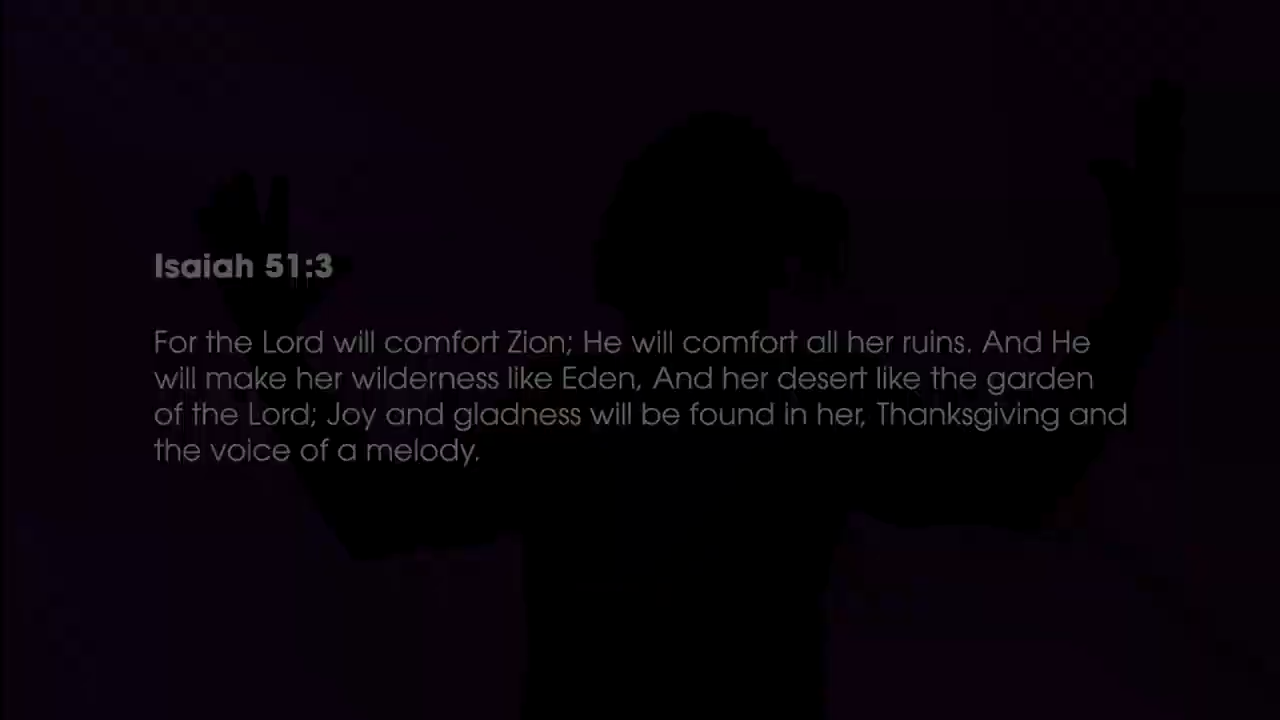 Isaiah 51:3
For the Lord will comfort Zion; He will comfort all her ruins. And He
will make her wilderness like Eden, And her desert like the garden
of the Lord; Joy and gladness will be found in her, Thanksgiving and
the voice of a melody.